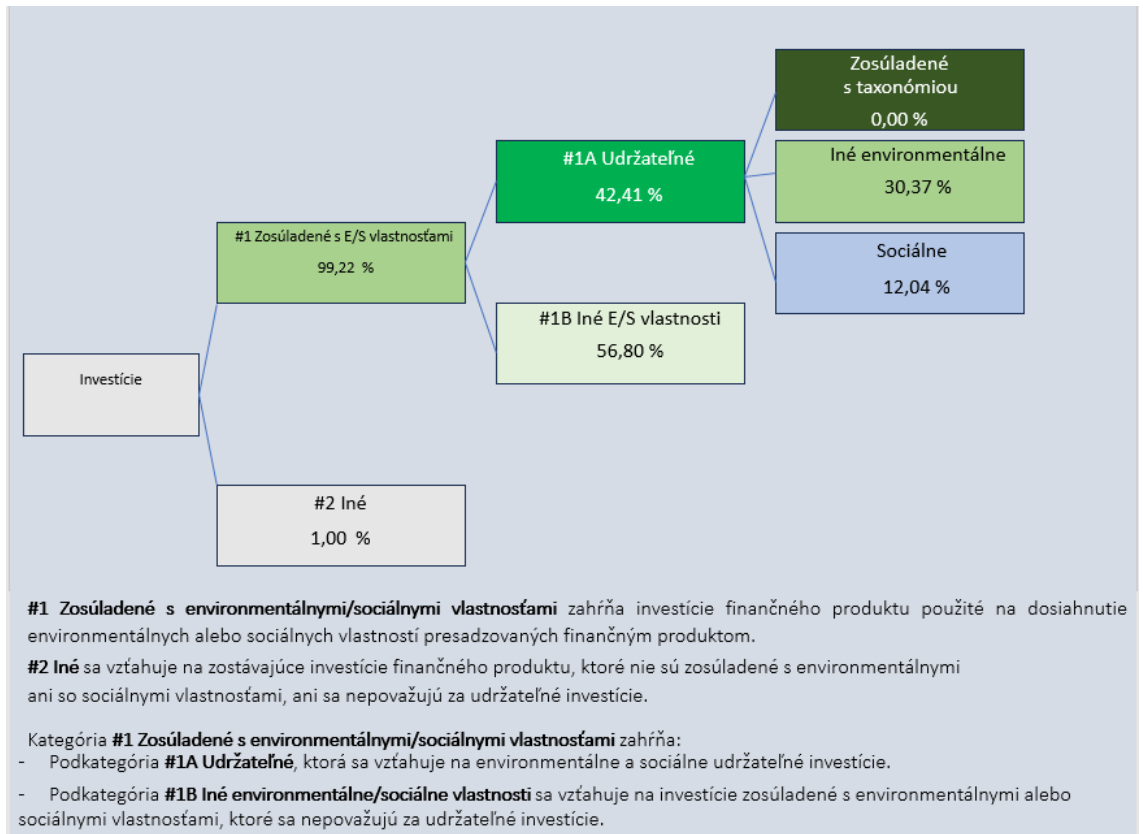 Zosúladené
s taxonómiou
0,00 %
#1A Udržateľné
42,41 %
Iné environmentálne
30,37 %
#1 Zosúladené s E/S vlastnosťami
99,22 %
Sociálne
12,04 %
#1B Iné E/S vlastnosti
56,80 %
Investície
#2 Iné
1,00 %
#1 Zosúladené s environmentálnymi/sociálnymi vlastnosťami zahŕňa investície finančného produktu použité na dosiahnutie
environmentálnych alebo sociálnych vlastností presadzovaných finančným produktom.
#2 Iné sa vzťahuje na zostávajúce investície finančného produktu, ktoré nie sú zosúladené s environmentálnymi
ani so sociálnymi vlastnosťami, ani sa nepovažujú za udržateľné investície.
Kategória #1 Zosúladené s environmentálnymi/sociálnymi vlastnosťami zahŕňa:
- Podkategória #1A Udržateľné, ktorá sa vzťahuje na environmentálne a sociálne udržateľné investície.
- Podkategória #1B Iné environmentálne/sociálne vlastnosti sa vzťahuje na investície zosúladené s environmentálnymi alebo
sociálnymi vlastnosťami, ktoré sa nepovažujú za udržateľné investície.